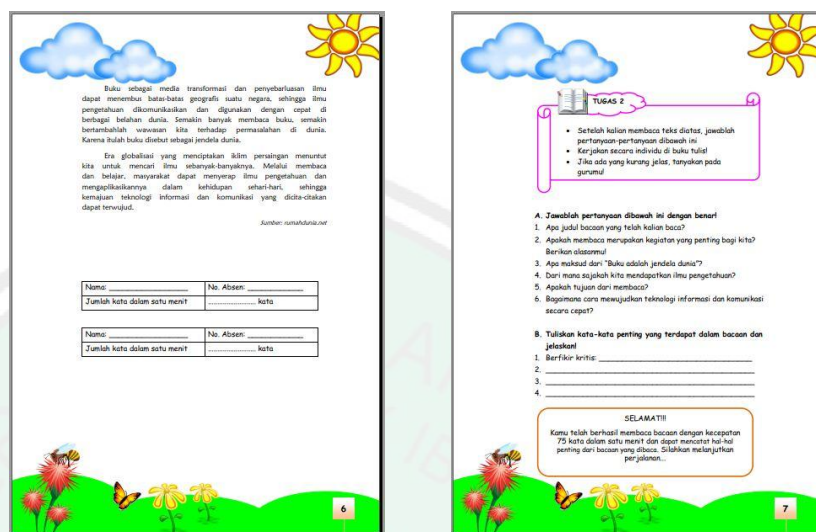 Buku sebagai media transformasi dan penyebarluasan ilmu
dapat menembus batas-batas geografis suatu negara, sehingga ilmu
pengetahuan dikomunikasikan dan digunakan dengan cepat di
berbagai belahan dunia. Semakin banyak membaca buku, semakin
bertambahlah wawasan kita terhadap permasalahan di dunia.
Karena itulah buku disebut sebagai jendela dunia.
Era globalisasi yang menciptakan iklim persaingan menuntut
kita untuk mencari ilmu sebanyak-banyaknya. Melalui membaca
dan belajar, masyarakat dapat menyerap ilmu pengetahuan dan
mengaplikasikannya dalam kehidupan sehari-hari, sehingga
kemajuan teknologi informasi dan komunikasi yang dicita-citakan
dapat terwujud.
Sumber: rumahdunia.net
Nama: ____________________ No. Absen: ______________
Jumlah kata dalam satu menit ........................ kata
Nama: ____________________ No. Absen: ______________
Jumlah kata dalam satu menit ........................ kata
6
TUGAS 2
• Setelah kalian membaca teks diatas, jawablah
pertanyaan-pertanyaan dibawah ini
• Kerjakan secara individu di buku tulis!
• Jika ada yang kurang jelas, tanyakan pada
gurumu!
A. Jawablah pertanyaan dibawah ini dengan benar!
1. Apa judul bacaan yang telah kalian baca?
2. Apakah membaca merupakan kegiatan yang penting bagi kita?
Berikan alasanmu!
3. Apa maksud dari "Buku adalah jendela dunia"?
4. Dari mana sajakah kita mendapatkan ilmu pengetahuan?
5. Apakah tujuan dari membaca?
6. Bagaimana cara mewujudkan teknologi informasi dan komunikasi
secara cepat?
B. Tuliskan kata-kata penting yang terdapat dalam bacaan dan
jelaskan!
1. Berfikir kritis: ______________________________
2. ______________________________
3. ______________________________
4. ______________________________
SELAMAT!!!
Kamu telah berhasil membaca bacaan dengan kecepatan
75 kata dalam satu menit dan dapat mencatat hal-hal
penting dari bacaan yang dibaca. Silahkan melanjutkan
perjalanan...
7